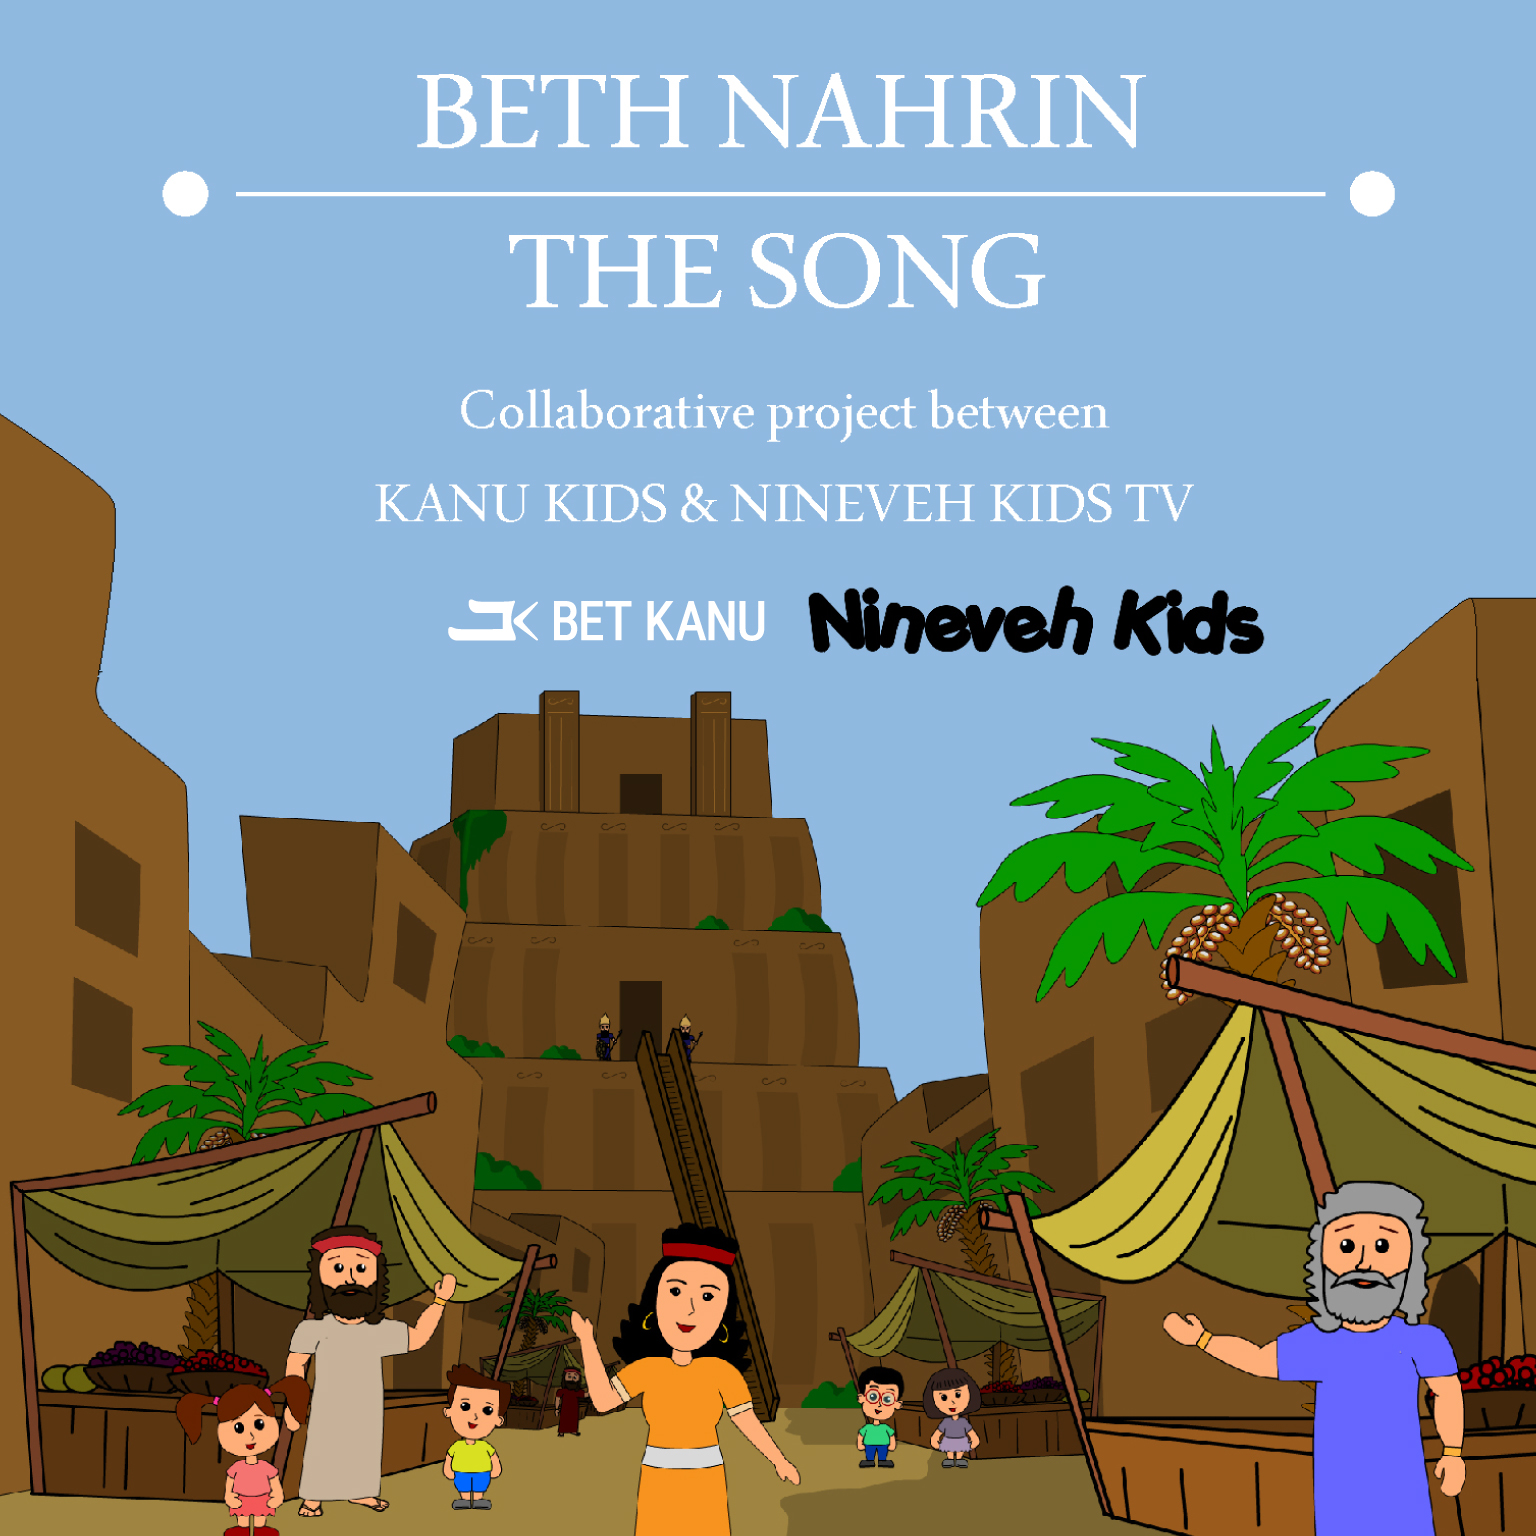 BETH NAHRIN
THE SONG
Collaborative project between
KANU KIDS & NINEVEH KIDS TV
BET KANU
Nineveh Kids